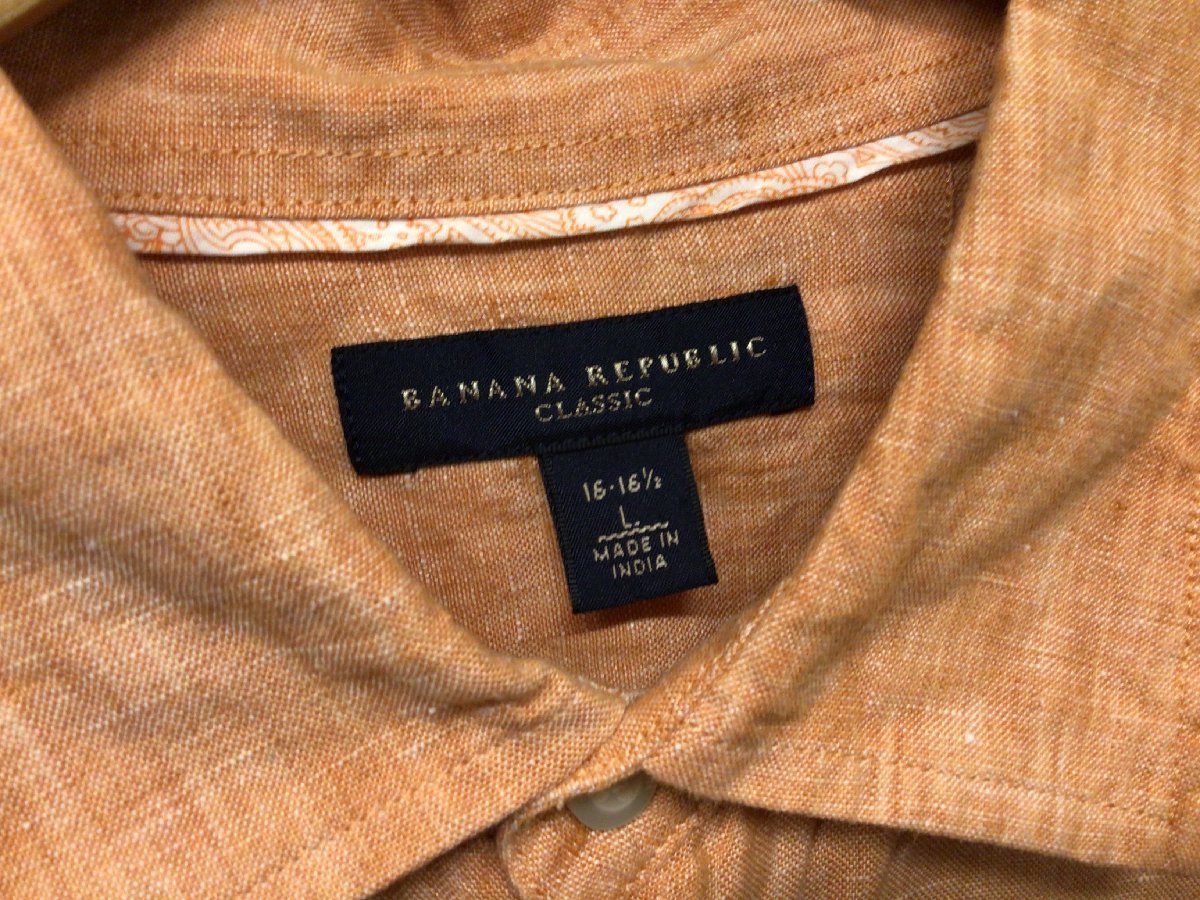 BANANA REPUBLIC
CLASSIC
16·16½
L
MADE IN
INDIA